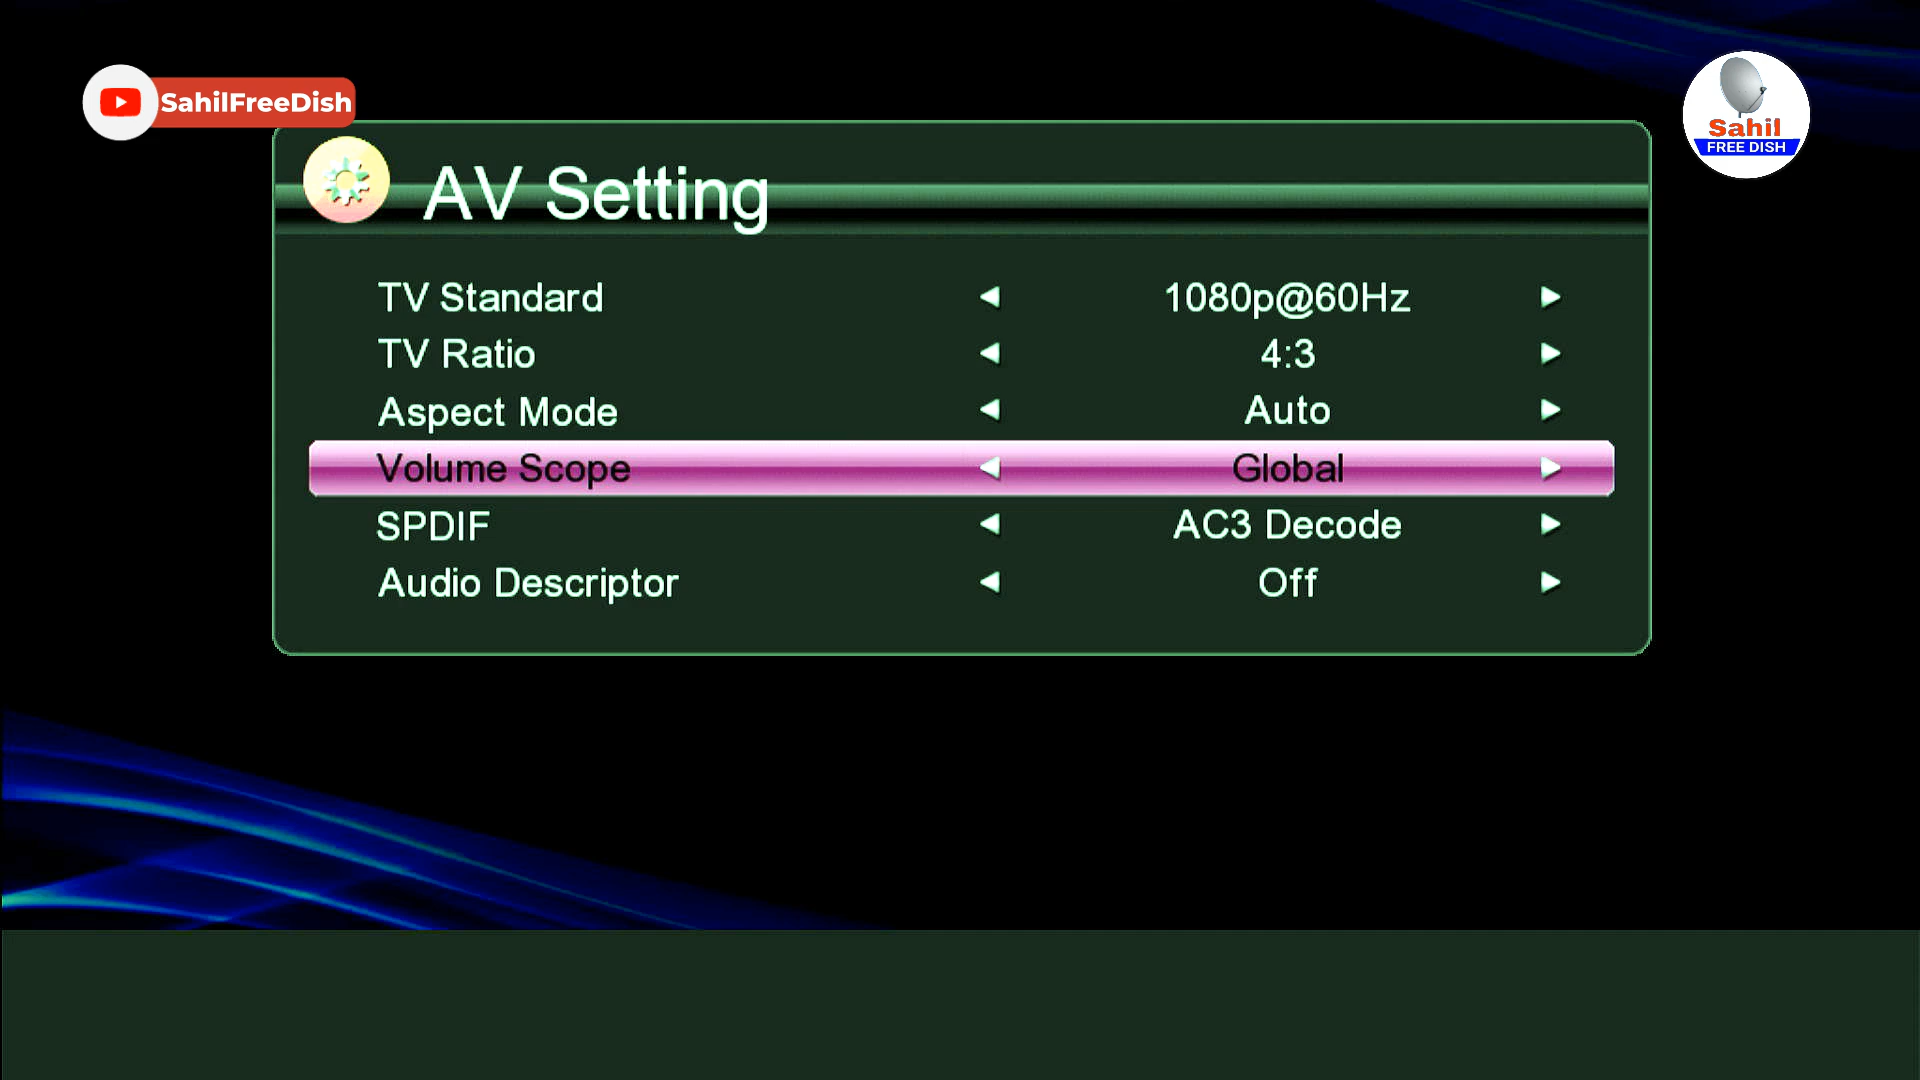 SahilFreeDish
Sahil
FREE DISH
AV Setting
TV Standard 1080p@60Hz
TV Ratio 4:3
Aspect Mode Auto
Volume Scope Global
SPDIF AC3 Decode
Audio Descriptor Off